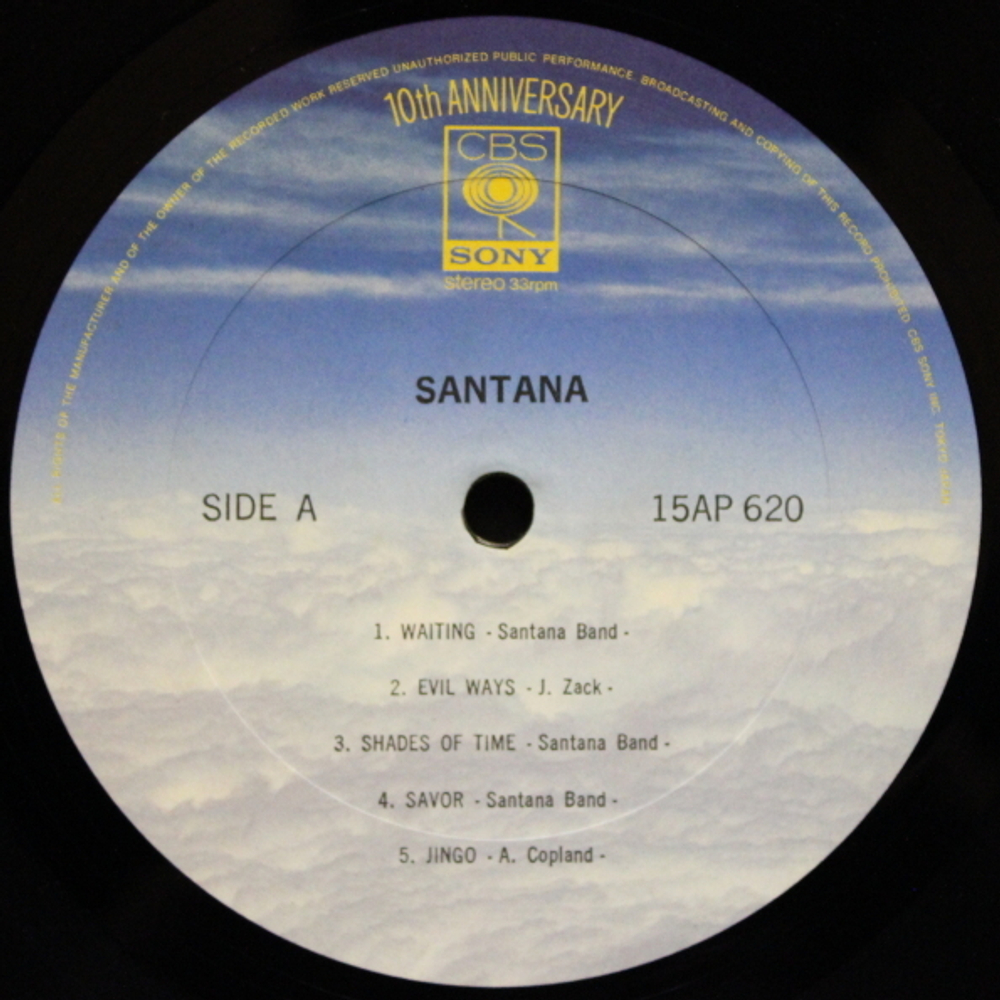 ALL RIGHTS OF THE MANUFACTURER AND OF THE OWNER OF THE RECORDED WORK RESERVED UNAUTHORIZED PUBLIC PERFORMANCE. BROADCASTING AND COPYING OF THIS RECORD PROHIBITED CBS SONY INC. TOKYO JAPAN
10th ANNIVERSARY
CBS
SONY
stereo 33rpm
SANTANA
SIDE A 15AP 620
1. WAITING - Santana Band -
2. EVIL WAYS - J. Zack -
3. SHADES OF TIME - Santana Band -
4. SAVOR - Santana Band -
5. JINGO - A. Copland -